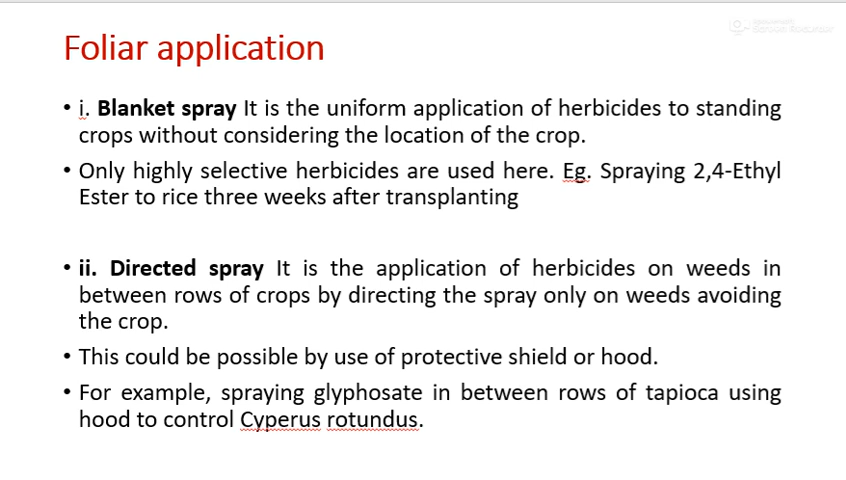 Foliar application
• i. Blanket spray It is the uniform application of herbicides to standing
crops without considering the location of the crop.
• Only highly selective herbicides are used here. Eg. Spraying 2,4-Ethyl
Ester to rice three weeks after transplanting
• ii. Directed spray It is the application of herbicides on weeds in
between rows of crops by directing the spray only on weeds avoiding
the crop.
• This could be possible by use of protective shield or hood.
• For example, spraying glyphosate in between rows of tapioca using
hood to control Cyperus rotundus.